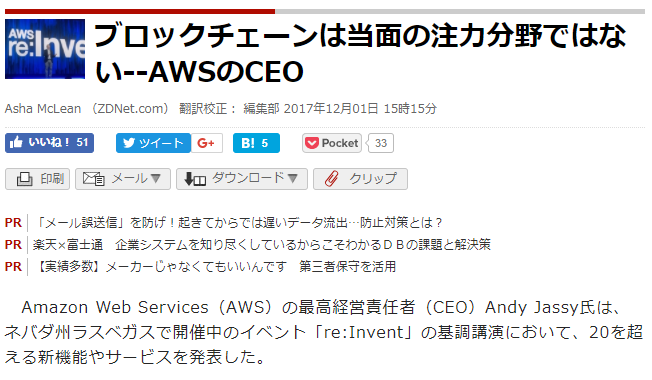 AWS
re:Invent
ブロックチェーンは当面の注力分野ではな
い--AWSのCEO
Asha McLean （ZDNet.com） 翻訳校正： 編集部 2017年12月01日 15時15分
いいね！ 51 ツイート G+ B! 5 Pocket 33
印刷 メール▼ ダウンロード▼ クリップ
PR 「メール誤送信」を防げ！起きてからでは遅いデータ流出…防止対策とは？
PR 楽天×富士通　企業システムを知り尽くしているからこそわかるＤＢの課題と解決策
PR 【実績多数】メーカーじゃなくてもいいんです　第三者保守を活用
Amazon Web Services（AWS）の最高経営責任者（CEO）Andy Jassy氏は、
ネバダ州ラスベガスで開催中のイベント「re:Invent」の基調講演において、20を超
える新機能やサービスを発表した。